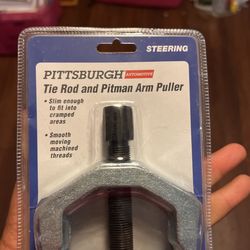 STEERING
PITTSBURGH AUTOMOTIVE
Tie Rod and Pitman Arm Puller
• Slim enough
to fit into
cramped
areas
• Smooth
moving
machined
threads